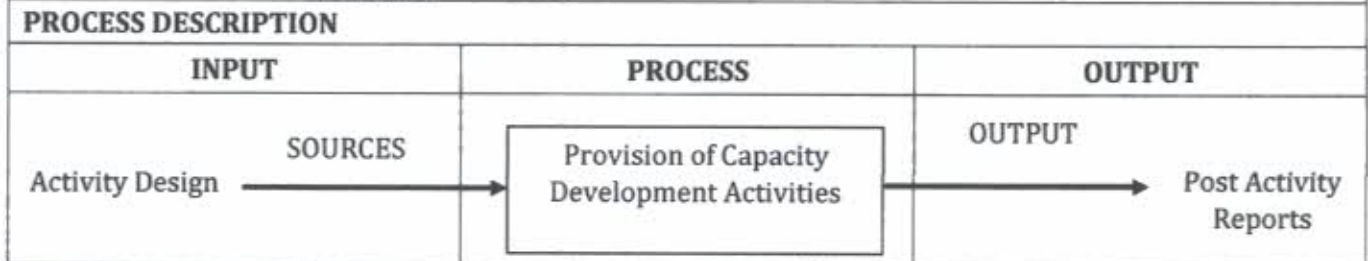 PROCESS DESCRIPTION
INPUT PROCESS OUTPUT
SOURCES
Activity Design
Provision of Capacity
Development Activities
OUTPUT
Post Activity
Reports